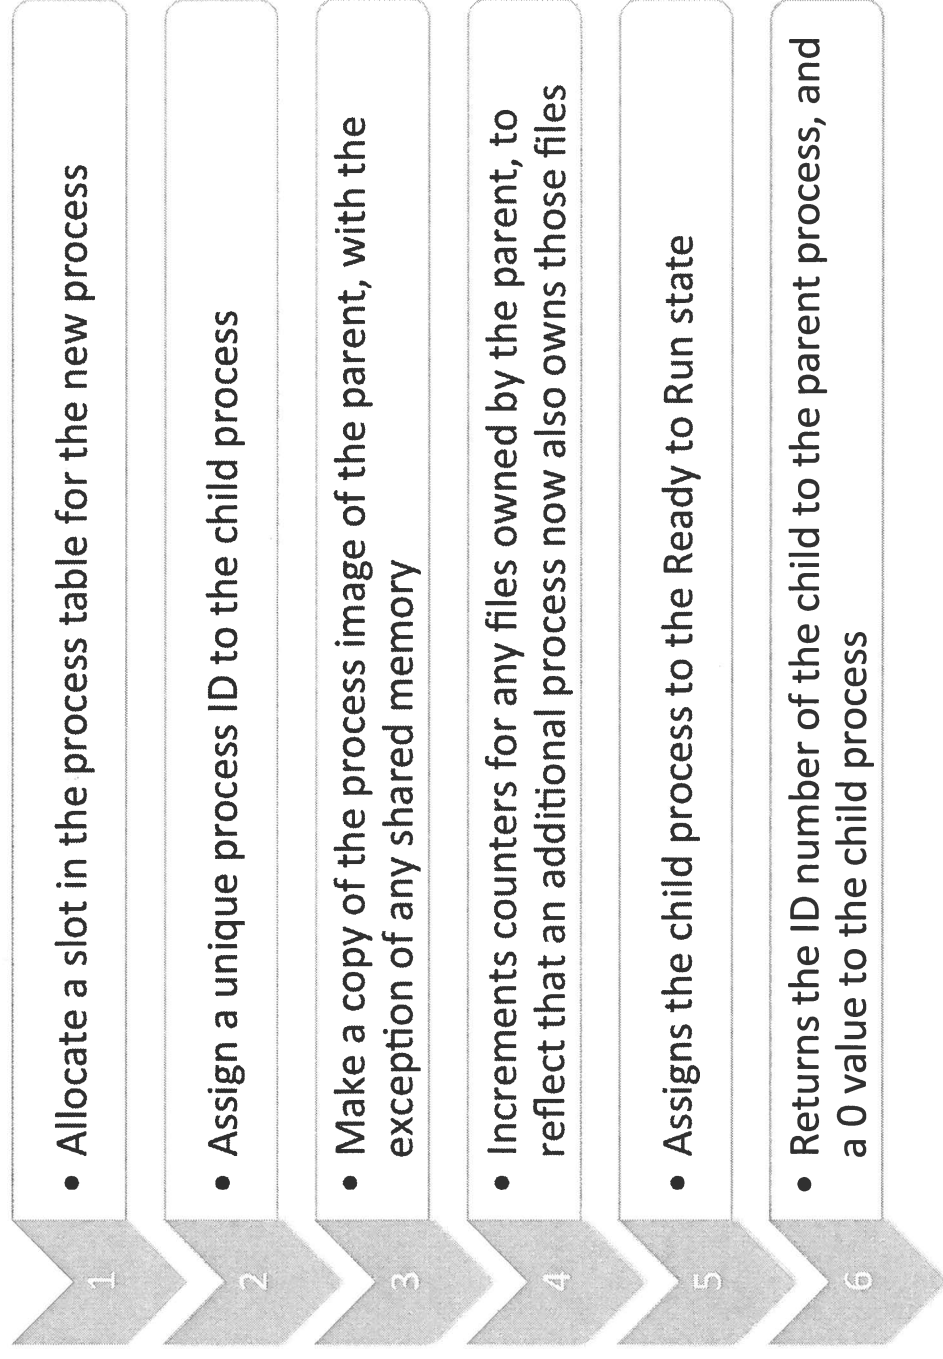 1
• Allocate a slot in the process table for the new process
2
• Assign a unique process ID to the child process
3
• Make a copy of the process image of the parent, with the
exception of any shared memory
4
• Increments counters for any files owned by the parent, to
reflect that an additional process now also owns those files
5
• Assigns the child process to the Ready to Run state
6
• Returns the ID number of the child to the parent process, and
a 0 value to the child process